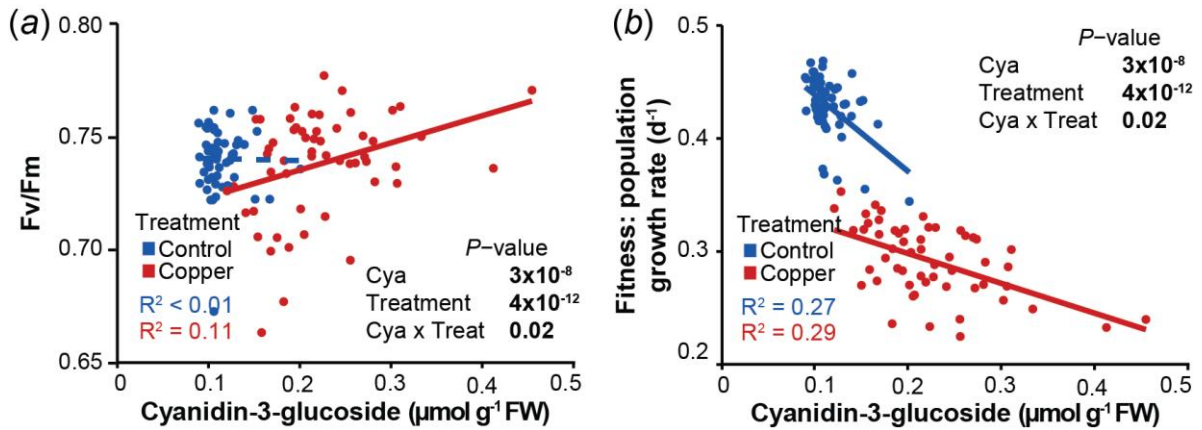 (a)
0.80
0.75
0.70
0.65
Fv/Fm
Treatment
Control
Copper
R² < 0.01
R² = 0.11
P−value
Cya 3x10⁻⁸
Treatment 4x10⁻¹²
Cya x Treat 0.02
0 0.1 0.2 0.3 0.4 0.5
Cyanidin-3-glucoside (µmol g⁻¹ FW)
(b)
0.5
0.4
0.3
0.2
Fitness: population
growth rate (d⁻¹)
P−value
Cya 3x10⁻⁸
Treatment 4x10⁻¹²
Cya x Treat 0.02
Treatment
Control
Copper
R² = 0.27
R² = 0.29
0 0.1 0.2 0.3 0.4 0.5
Cyanidin-3-glucoside (µmol g⁻¹ FW)